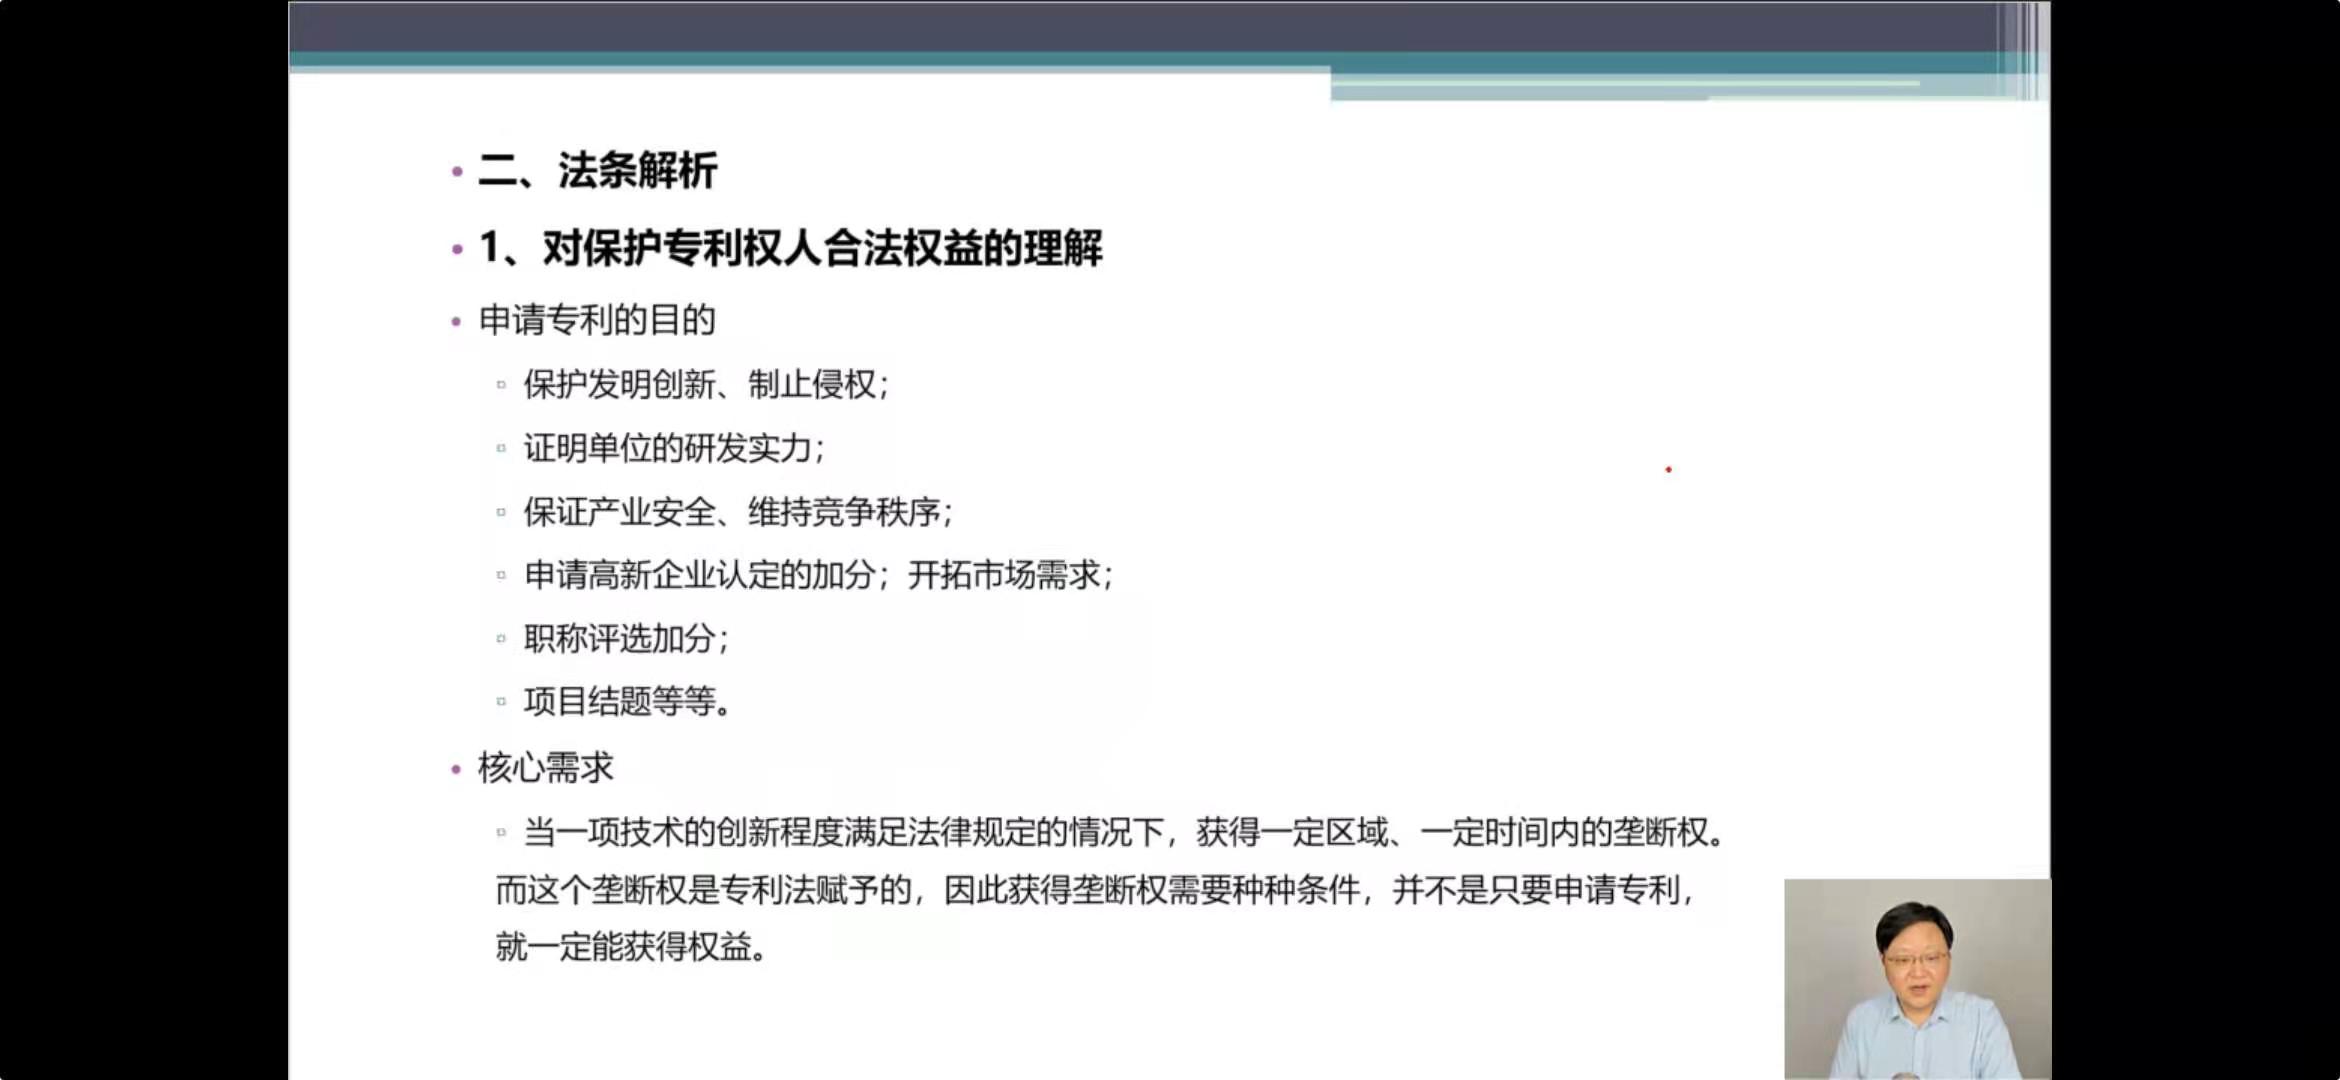 二、法条解析
1、对保护专利权人合法权益的理解
申请专利的目的
保护发明创新、制止侵权；
证明单位的研发实力；
保证产业安全、维持竞争秩序；
申请高新企业认定的加分；开拓市场需求；
职称评选加分；
项目结题等等。
核心需求
当一项技术的创新程度满足法律规定的情况下，获得一定区域、一定时间内的垄断权。
而这个垄断权是专利法赋予的，因此获得垄断权需要种种条件，并不是只要申请专利，
就一定能获得权益。